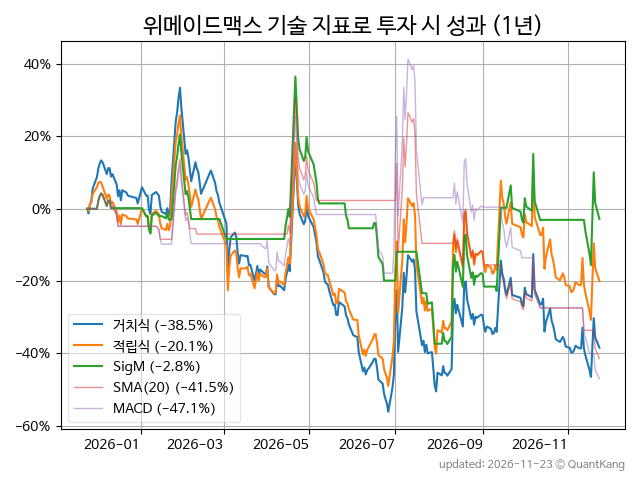 위메이드맥스 기술 지표로 투자 시 성과 (1년)
40%
20%
0%
−20%
−40%
−60%
거치식 (−38.5%)
적립식 (−20.1%)
SigM (−2.8%)
SMA(20) (−41.5%)
MACD (−47.1%)
2026−01
2026−03
2026−05
2026−07
2026−09
2026−11
updated: 2026−11−23 ⓒ QuantKang